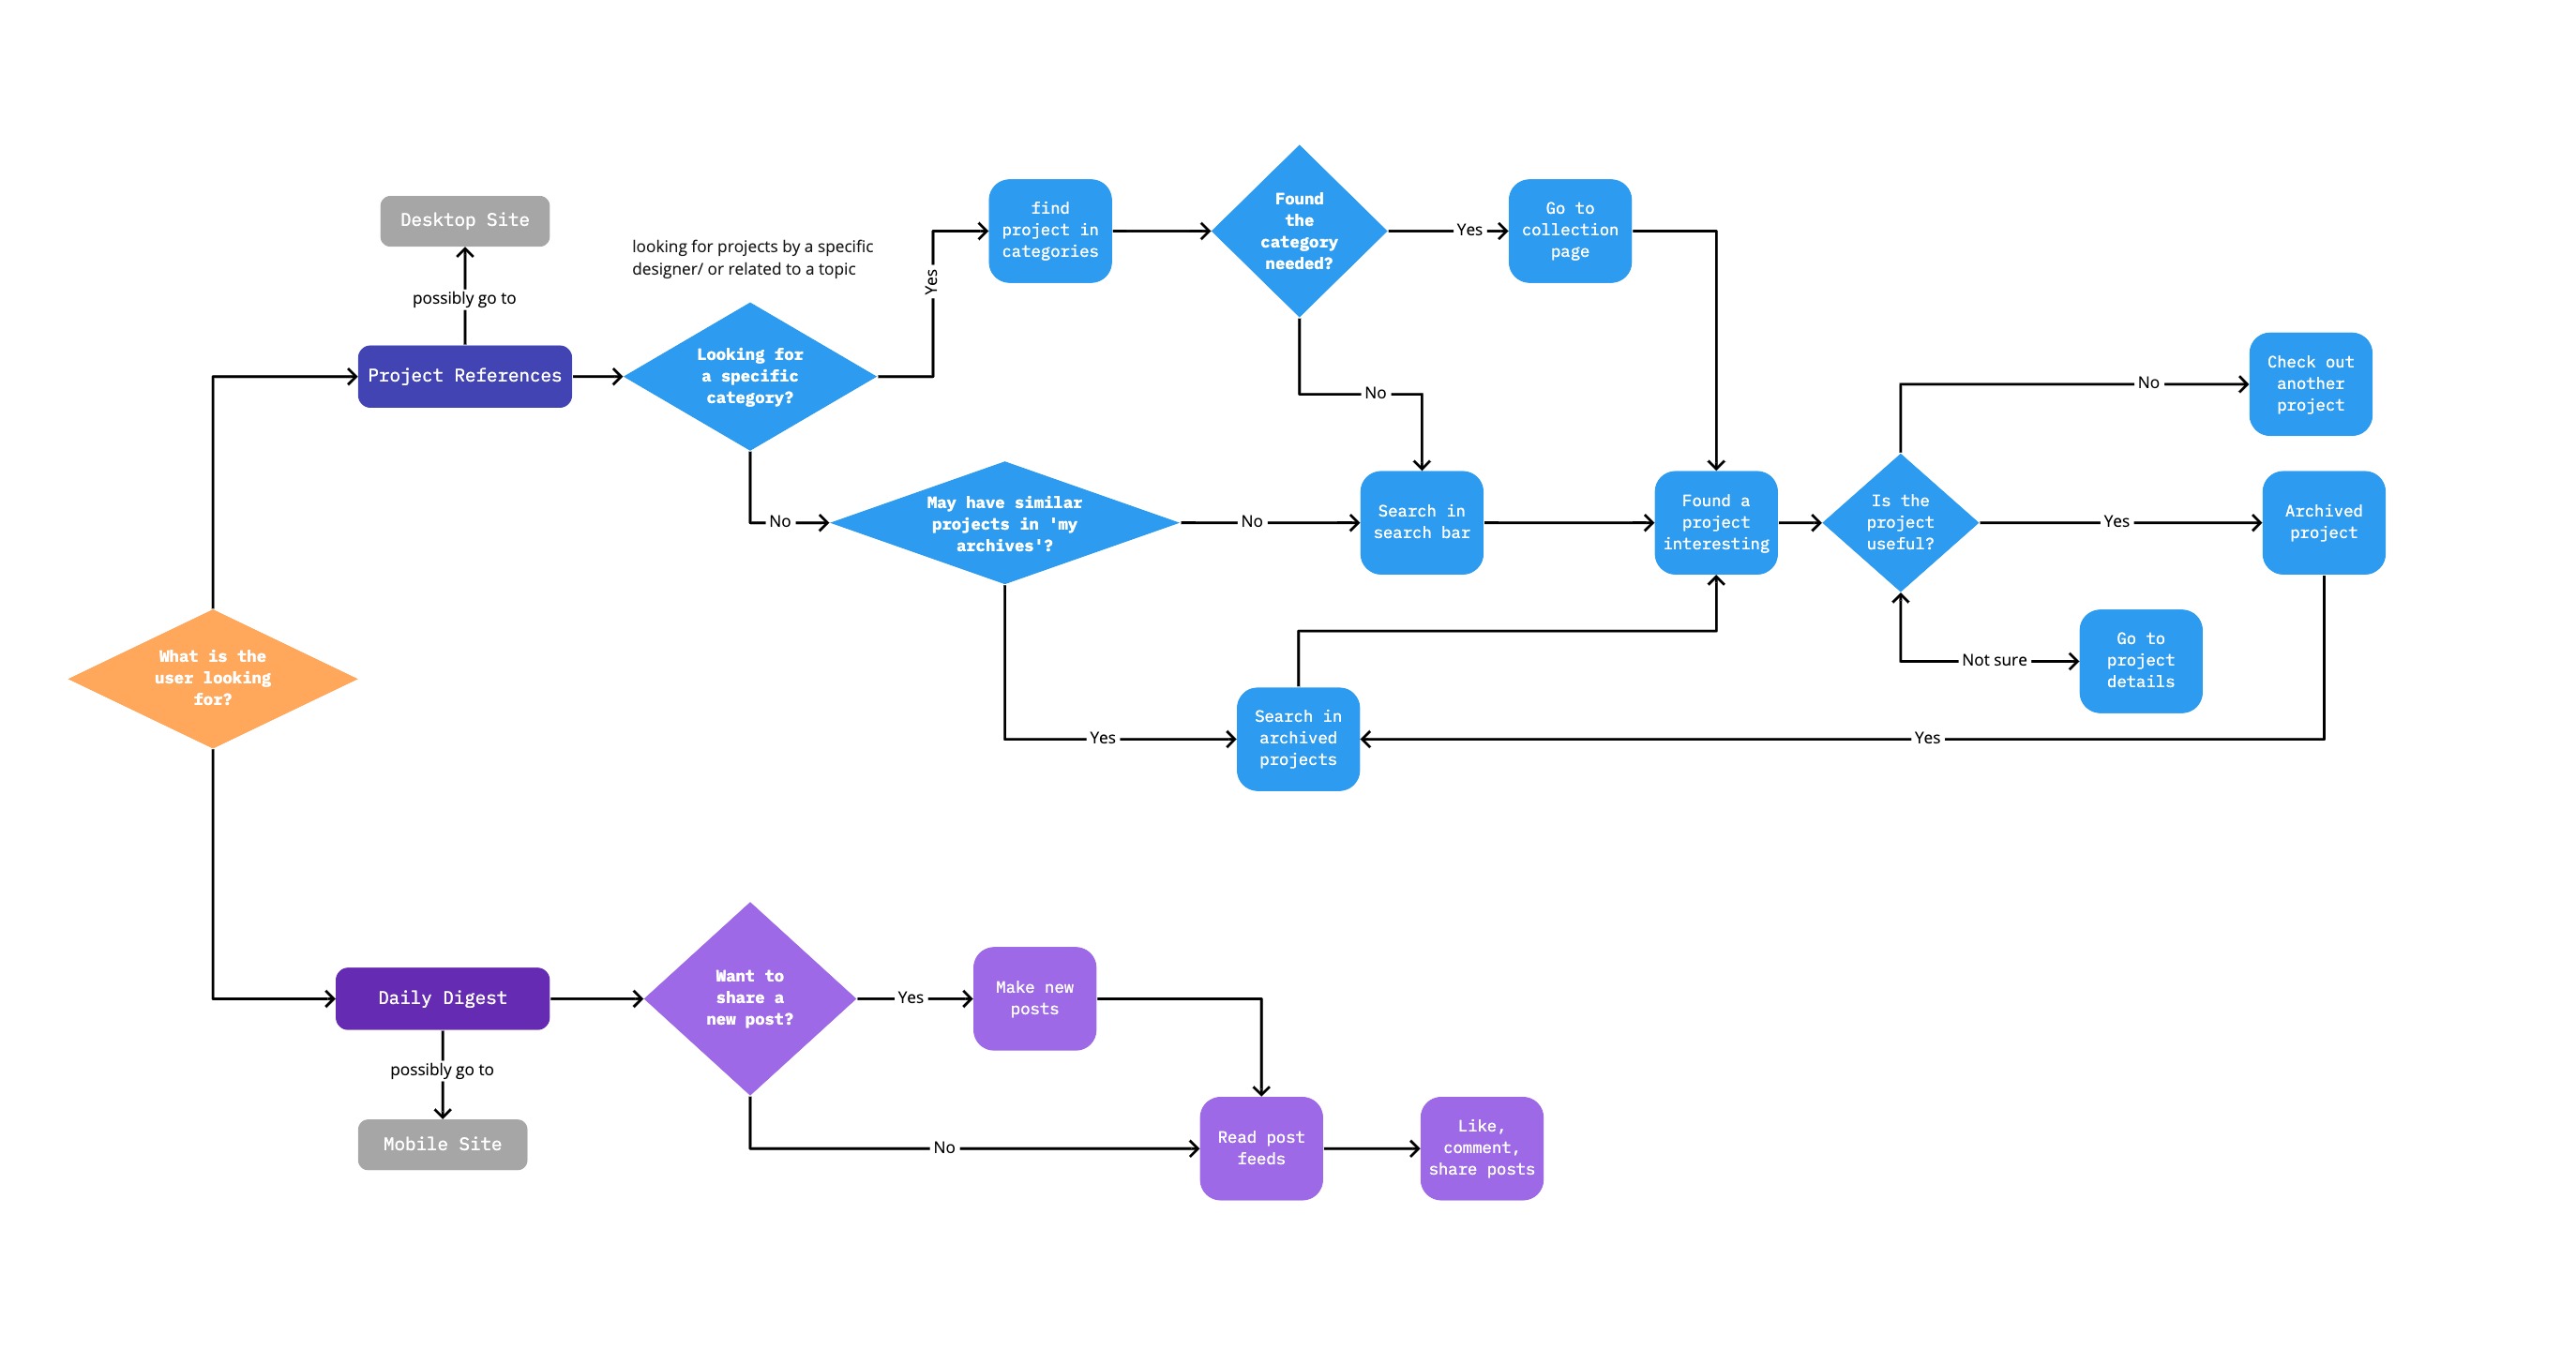 Desktop Site
possibly go to
Project References
looking for projects by a specific
designer/ or related to a topic
Looking for
a specific
category?
Yes
find
project in
categories
Found
the
category
needed?
Yes
Go to
collection
page
No
No
May have similar
projects in 'my
archives'?
No
Search in
search bar
Found a
project
interesting
Is the
project
useful?
No
Check out
another
project
Yes
Archived
project
Not sure
Go to
project
details
Yes
Search in
archived
projects
Yes
What is the
user looking
for?
Daily Digest
possibly go to
Mobile Site
Want to
share a
new post?
Yes
Make new
posts
No
Read post
feeds
Like,
comment,
share posts